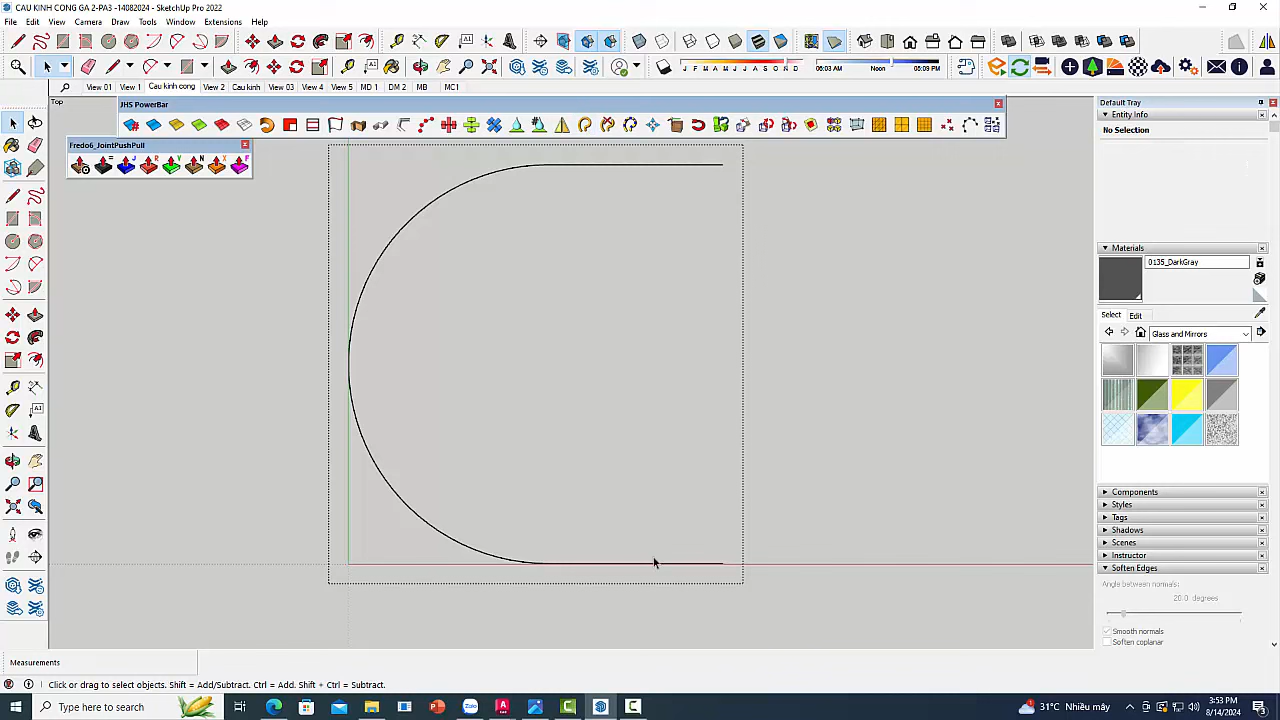 CAU KINH CONG GA 2-PA3 -14082024 - SketchUp Pro 2022
File Edit View Camera Draw Tools Window Extensions Help
J F M A M J J A S O N D
06:03 AM Noon 05:09 PM
View 01 View 1 Cau kinh cong View 2 Cau kinh View 03 View 4 View 5 MD 1 DM 2 MB MC1
Top
JHS PowerBar
Fredo6_JointPushPull
Default Tray
Entity Info
No Selection
Materials
0135_DarkGray
Select Edit
Glass and Mirrors
Components
Styles
Tags
Shadows
Scenes
Instructor
Soften Edges
Angle between normals:
20.0 degrees
Smooth normals
Soften coplanar
Measurements
Click or drag to select objects. Shift = Add/Subtract. Ctrl = Add. Shift + Ctrl = Subtract.
Type here to search
31°C Nhiều mây
3:53 PM
8/14/2024